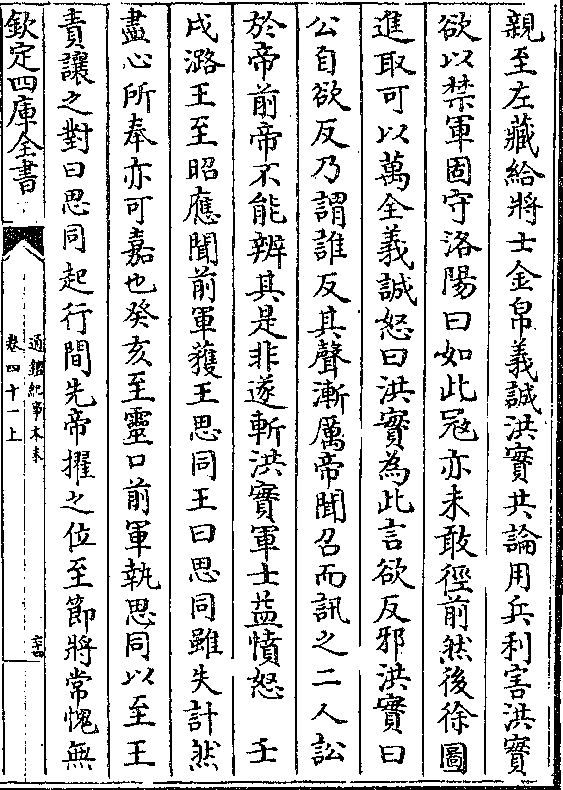 親至左藏給將士金帛義誠洪實共論用兵利害洪實
欲以禁軍固守洛陽曰如此冦亦未敢徑前然後徐圖
進取可以萬全義誠怒曰洪實為此言欲反邪洪實曰
公自欲反乃謂誰反其聲漸厲帝聞召而訊之二人訟
於帝前帝不能辨其是非遂斬洪實軍士益憤怒 壬
戌潞王至昭應聞前軍獲王思同王曰思同雖失計然
盡心所奉亦可嘉也癸亥至靈口前軍執思同以至王
責讓之對曰思同起行間先帝擢之位至節將常愧無
欽定四庫全書
通鑑紀事本末
卷四十一上